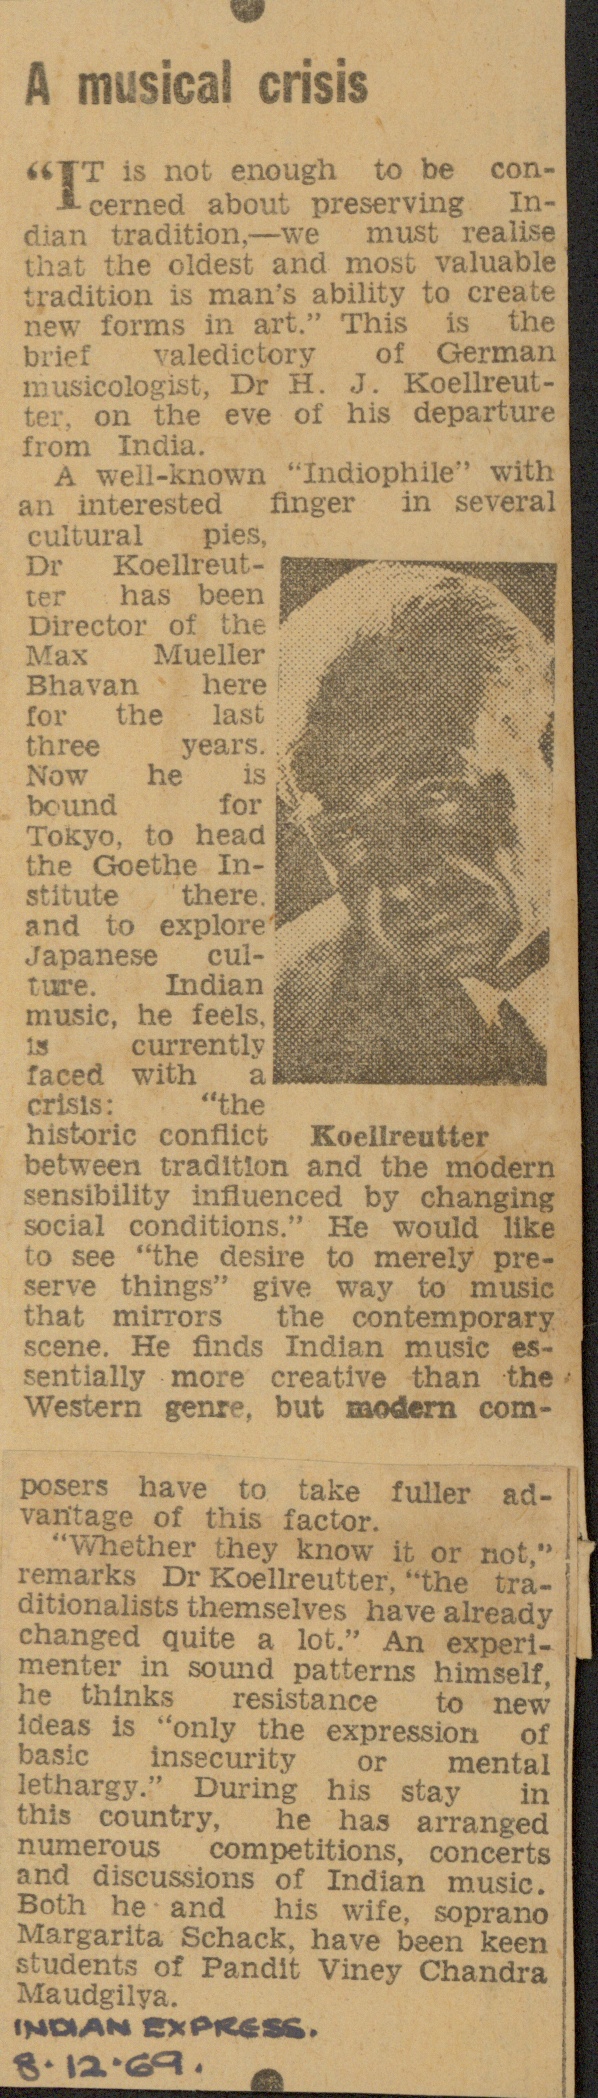 A musical crisis
“IT is not enough to be con-
cerned about preserving In-
dian tradition,—we must realise
that the oldest and most valuable
tradition is man's ability to create
new forms in art.” This is the
brief valedictory of German
musicologist, Dr H. J. Koellreut-
ter, on the eve of his departure
from India.
A well-known “Indiophile” with
an interested finger in several
cultural pies,
Dr Koellreut-
ter has been
Director of the
Max Mueller
Bhavan here
for the last
three years.
Now he is
bound for
Tokyo, to head
the Goethe In-
stitute there.
and to explore
Japanese cul-
ture. Indian
music, he feels,
is currently
faced with a
crisis: “the
historic conflict
Koellreutter
between tradition and the modern
sensibility influenced by changing
social conditions.” He would like
to see “the desire to merely pre-
serve things” give way to music
that mirrors the contemporary
scene. He finds Indian music es-
sentially more creative than the
Western genre, but modern com-
posers have to take fuller ad-
vantage of this factor.
“Whether they know it or not,”
remarks Dr Koellreutter, “the tra-
ditionalists themselves have already
changed quite a lot.” An experi-
menter in sound patterns himself,
he thinks resistance to new
ideas is “only the expression of
basic insecurity or mental
lethargy.” During his stay in
this country, he has arranged
numerous competitions, concerts
and discussions of Indian music.
Both he and his wife, soprano
Margarita Schack, have been keen
students of Pandit Viney Chandra
Maudgilya.
INDIAN EXPRESS.
8.12.69.